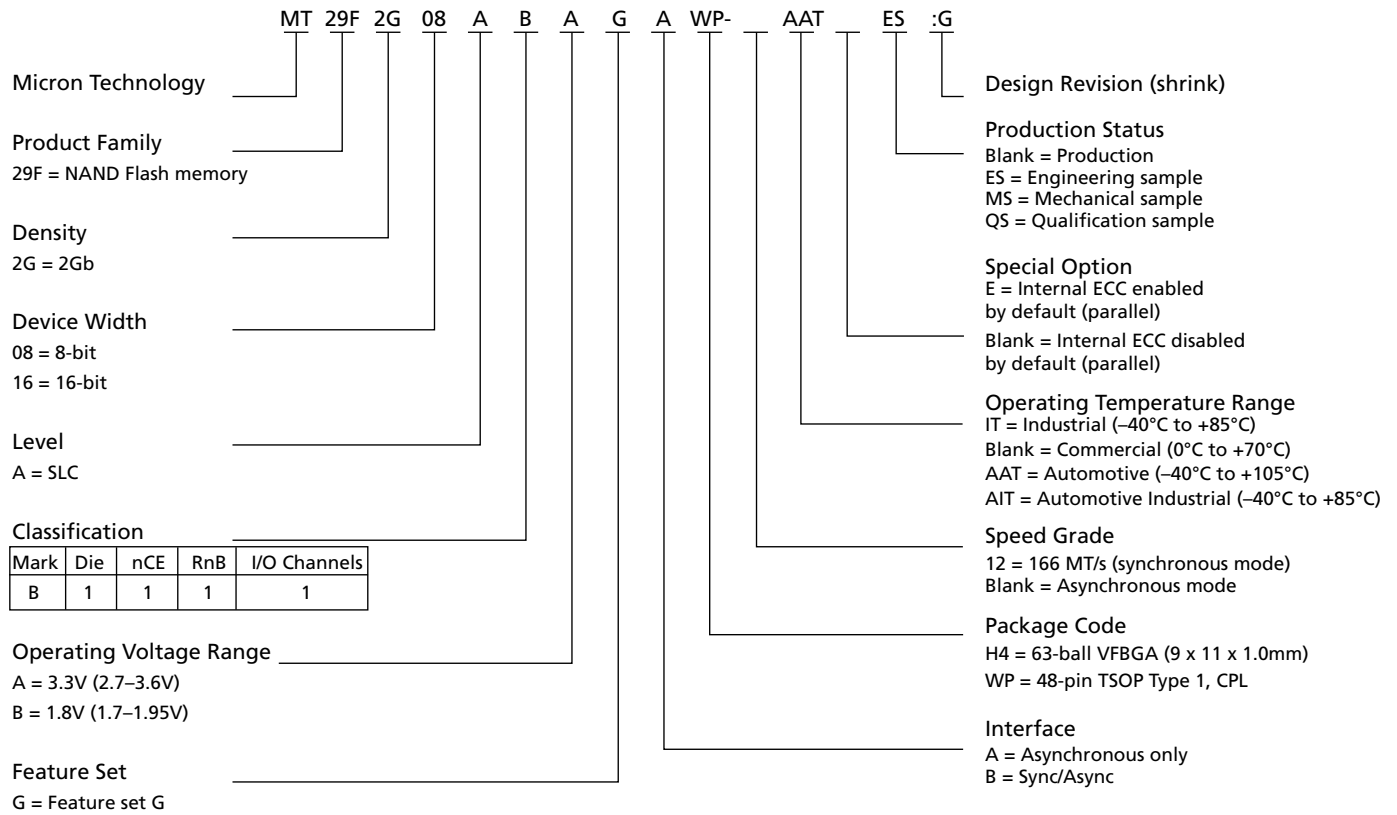 MT 29F 2G 08 A B A G A WP- AAT ES :G
Micron Technology
Product Family
29F = NAND Flash memory
Density
2G = 2Gb
Device Width
08 = 8-bit
16 = 16-bit
Level
A = SLC
Classification
Mark Die nCE RnB I/O Channels
B 1 1 1 1
Operating Voltage Range
A = 3.3V (2.7–3.6V)
B = 1.8V (1.7–1.95V)
Feature Set
G = Feature set G
Design Revision (shrink)
Production Status
Blank = Production
ES = Engineering sample
MS = Mechanical sample
QS = Qualification sample
Special Option
E = Internal ECC enabled
by default (parallel)
Blank = Internal ECC disabled
by default (parallel)
Operating Temperature Range
IT = Industrial (–40°C to +85°C)
Blank = Commercial (0°C to +70°C)
AAT = Automotive (–40°C to +105°C)
AIT = Automotive Industrial (–40°C to +85°C)
Speed Grade
12 = 166 MT/s (synchronous mode)
Blank = Asynchronous mode
Package Code
H4 = 63-ball VFBGA (9 x 11 x 1.0mm)
WP = 48-pin TSOP Type 1, CPL
Interface
A = Asynchronous only
B = Sync/Async